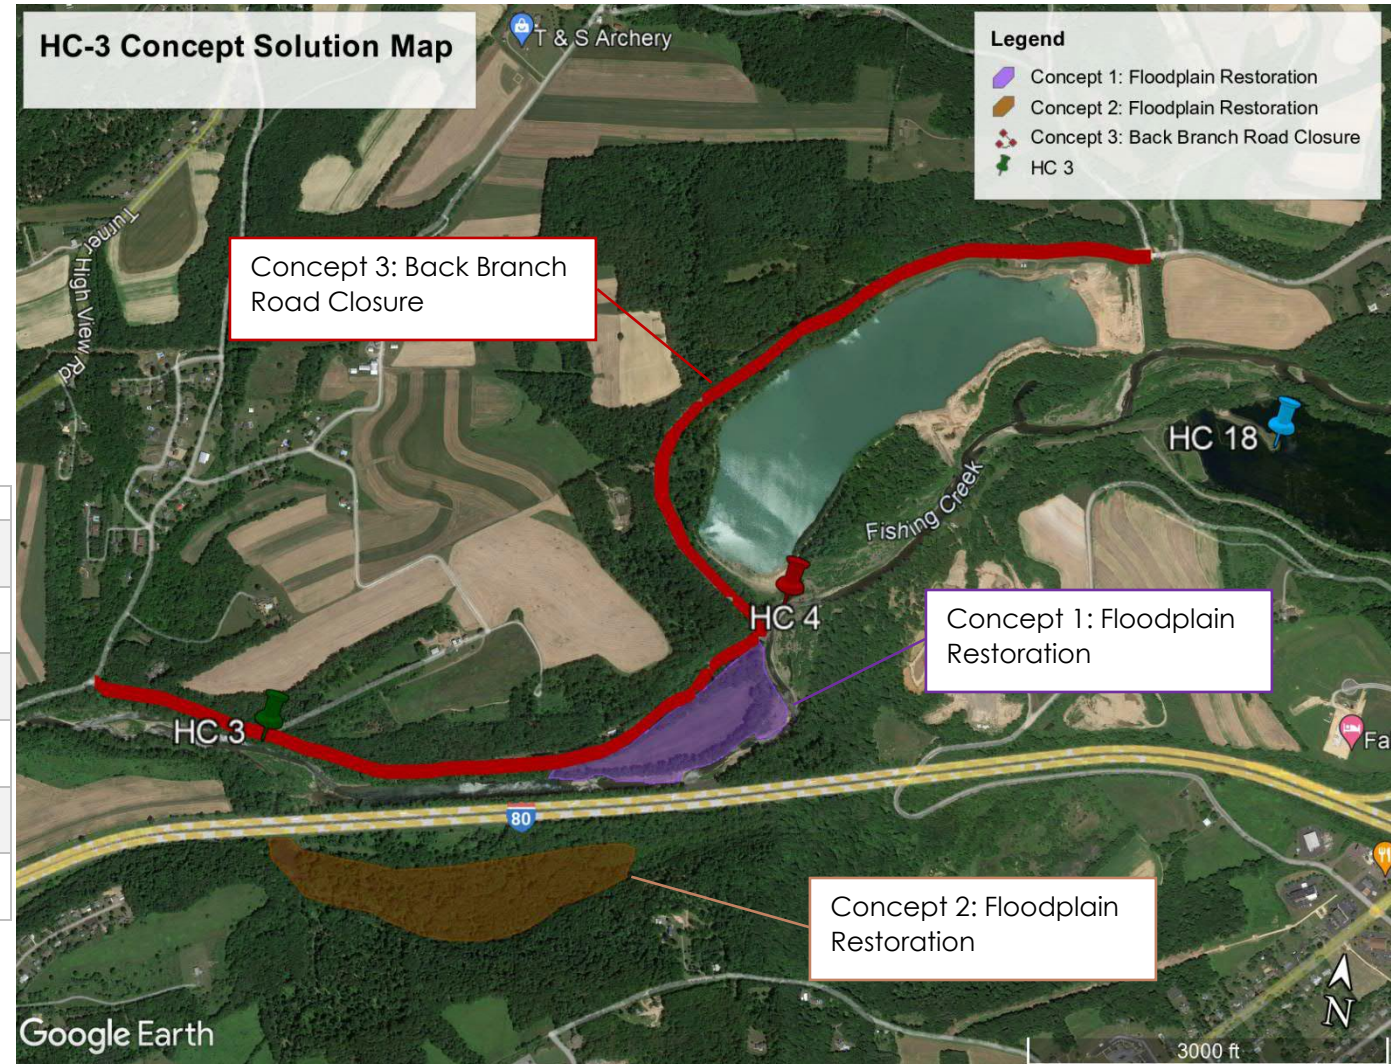 HC-3 Concept Solution Map
T & S Archery
Legend
Concept 1: Floodplain Restoration
Concept 2: Floodplain Restoration
Concept 3: Back Branch Road Closure
HC 3
Turner High View Rd
Concept 3: Back Branch
Road Closure
HC 18
Fishing Creek
HC 4
Concept 1: Floodplain
Restoration
HC 3
Fa
80
Concept 2: Floodplain
Restoration
N
Google Earth
3000 ft